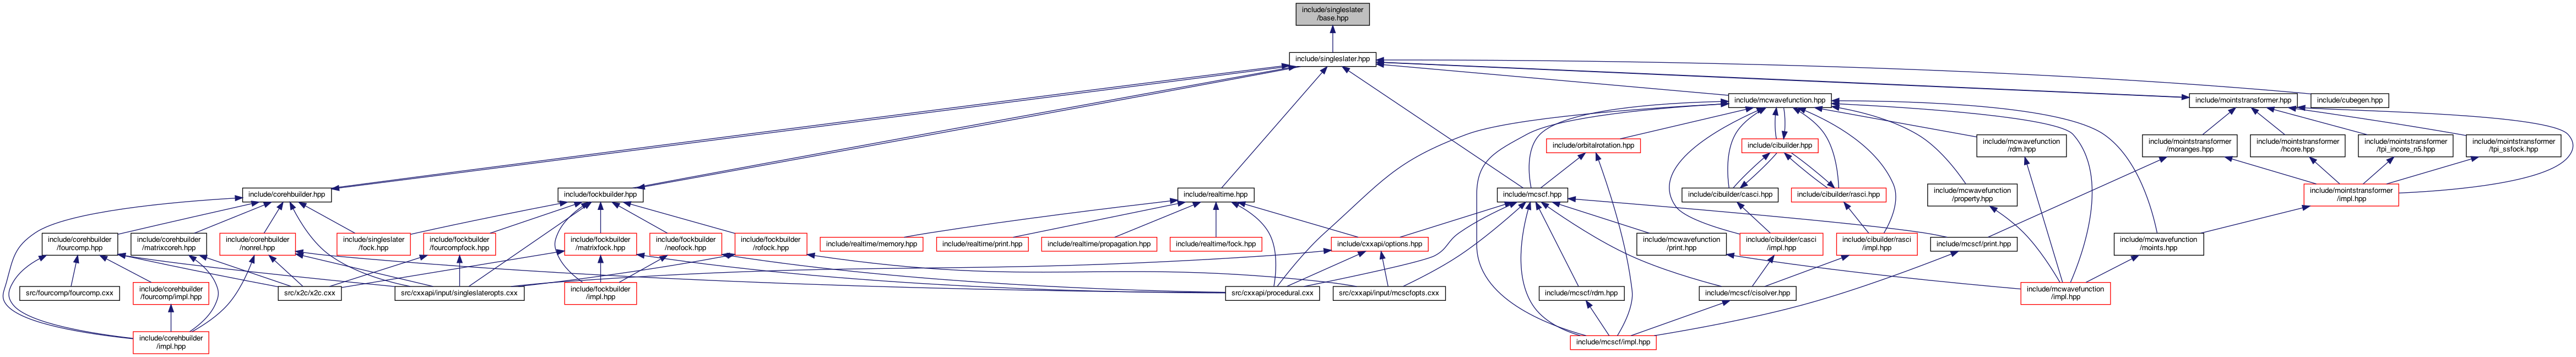 include/singleslater
/base.hpp
include/singleslater.hpp
include/mcwavefunction.hpp
include/mointstransformer.hpp
include/cubegen.hpp
include/orbitalrotation.hpp
include/cibuilder.hpp
include/mcwavefunction
/rdm.hpp
include/mointstransformer
/moranges.hpp
include/mointstransformer
/hcore.hpp
include/mointstransformer
/tpi_incore_n5.hpp
include/mointstransformer
/tpi_ssfock.hpp
include/corehbuilder.hpp
include/fockbuilder.hpp
include/realtime.hpp
include/mcscf.hpp
include/cibuilder/casci.hpp
include/cibuilder/rasci.hpp
include/mcwavefunction
/property.hpp
include/mointstransformer
/impl.hpp
include/corehbuilder
/fourcomp.hpp
include/corehbuilder
/matrixcoreh.hpp
include/corehbuilder
/nonrel.hpp
include/singleslater
/fock.hpp
include/fockbuilder
/fourcompfock.hpp
include/fockbuilder
/matrixfock.hpp
include/fockbuilder
/neofock.hpp
include/fockbuilder
/rofock.hpp
include/realtime/memory.hpp
include/realtime/print.hpp
include/realtime/propagation.hpp
include/realtime/fock.hpp
include/cxxapi/options.hpp
include/mcwavefunction
/print.hpp
include/cibuilder/casci
/impl.hpp
include/cibuilder/rasci
/impl.hpp
include/mcscf/print.hpp
include/mcwavefunction
/moints.hpp
src/fourcomp/fourcomp.cxx
include/corehbuilder
/fourcomp/impl.hpp
src/x2c/x2c.cxx
src/cxxapi/input/singleslateropts.cxx
include/fockbuilder
/impl.hpp
src/cxxapi/procedural.cxx
src/cxxapi/input/mcscfopts.cxx
include/mcscf/rdm.hpp
include/mcscf/cisolver.hpp
include/mcwavefunction
/impl.hpp
include/corehbuilder
/impl.hpp
include/mcscf/impl.hpp